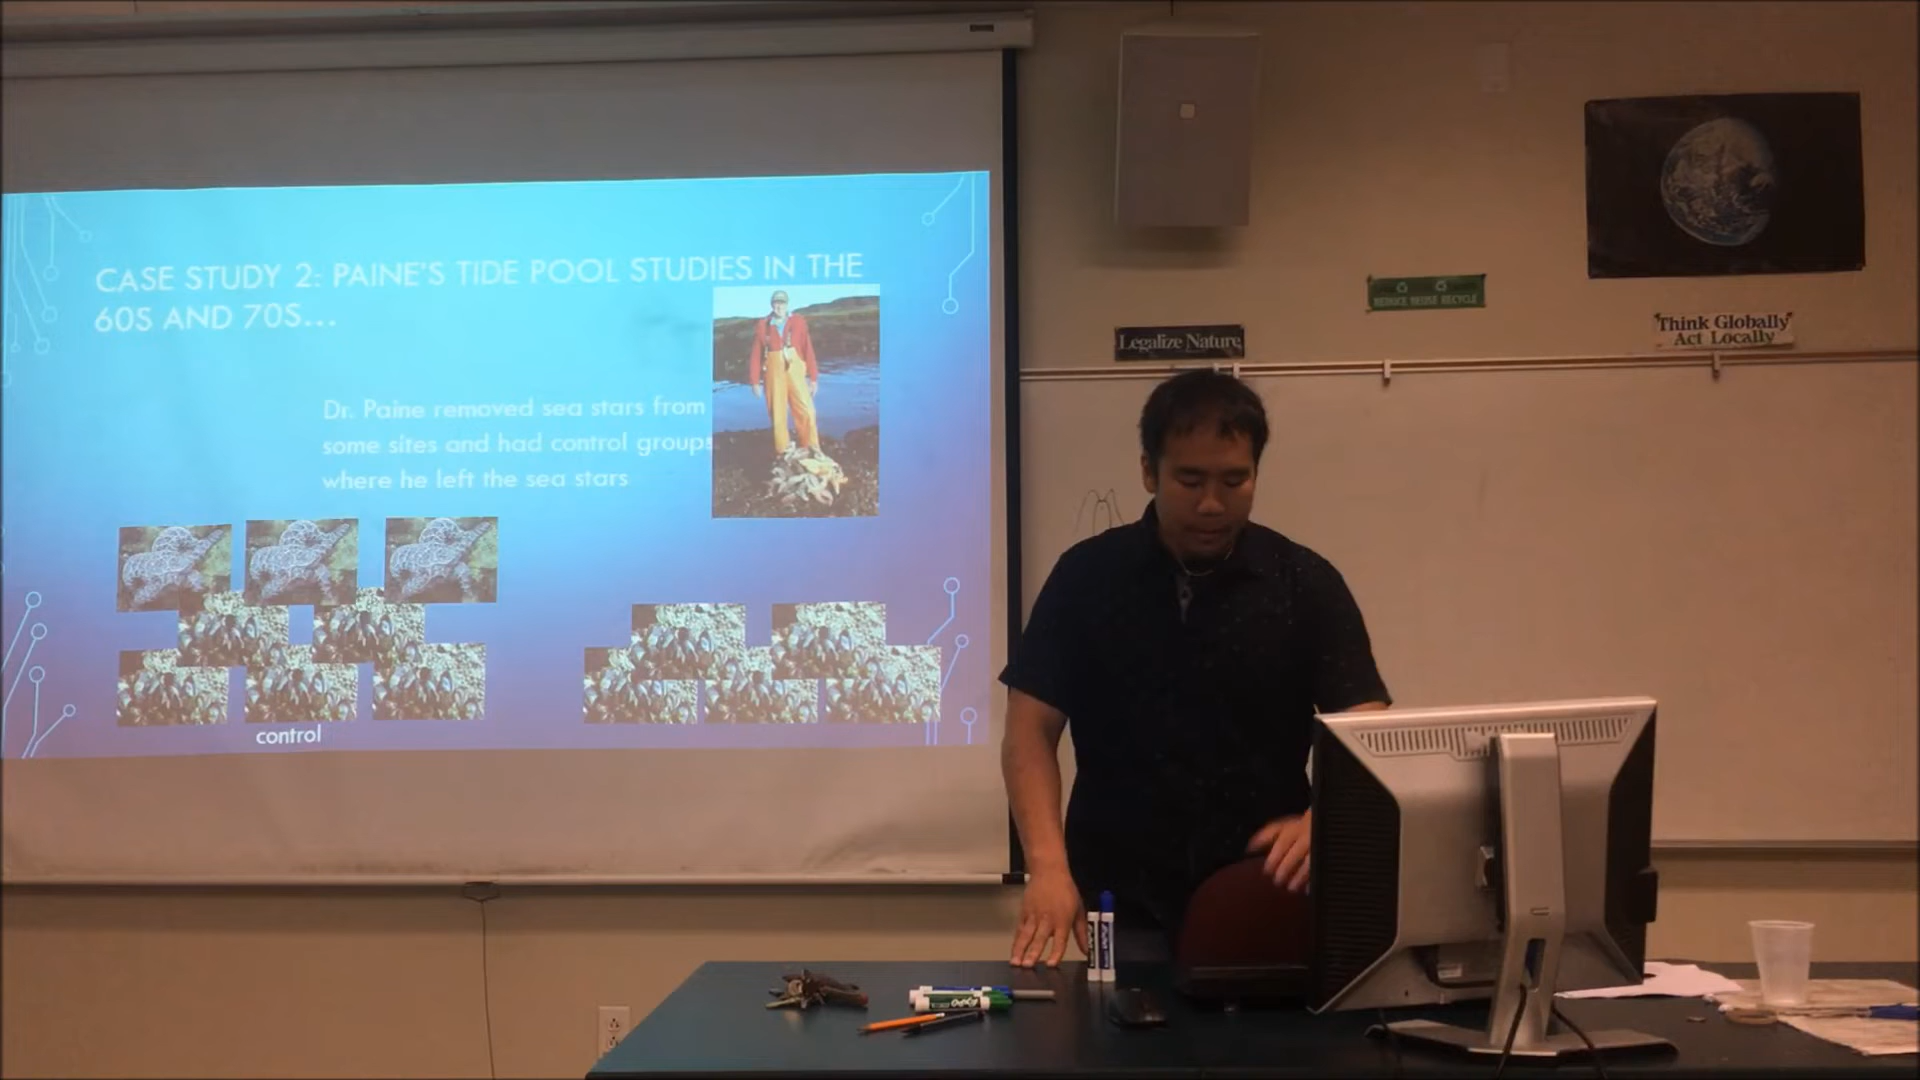 CASE STUDY 2: PAINE'S TIDE POOL STUDIES IN THE
60S AND 70S...
Dr. Paine removed sea stars from
some sites and had control groups
where he left the sea stars
control
Legalize Nature
REDUCE REUSE RECYCLE
Think Globally
Act Locally
EXPO